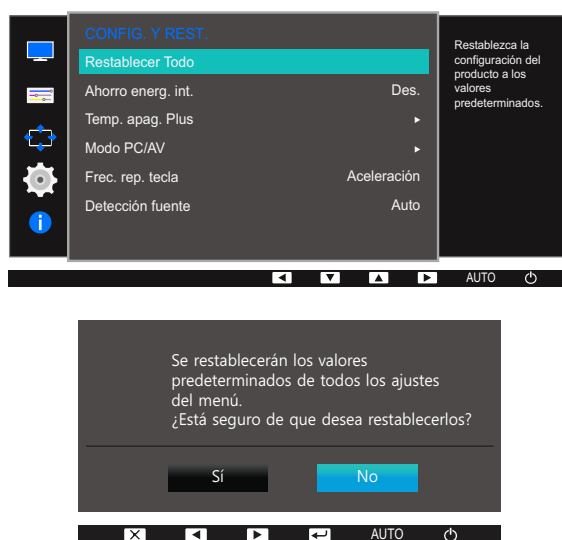 CONFIG. Y REST.
Restablecer Todo
Ahorro energ. int. Des.
Temp. apag. Plus
Modo PC/AV
Frec. rep. tecla Aceleración
Detección fuente Auto
Restablezca la
configuración del
producto a los
valores
predeterminados.
AUTO
Se restablecerán los valores
predeterminados de todos los ajustes
del menú.
¿Está seguro de que desea restablecerlos?
Sí No
AUTO